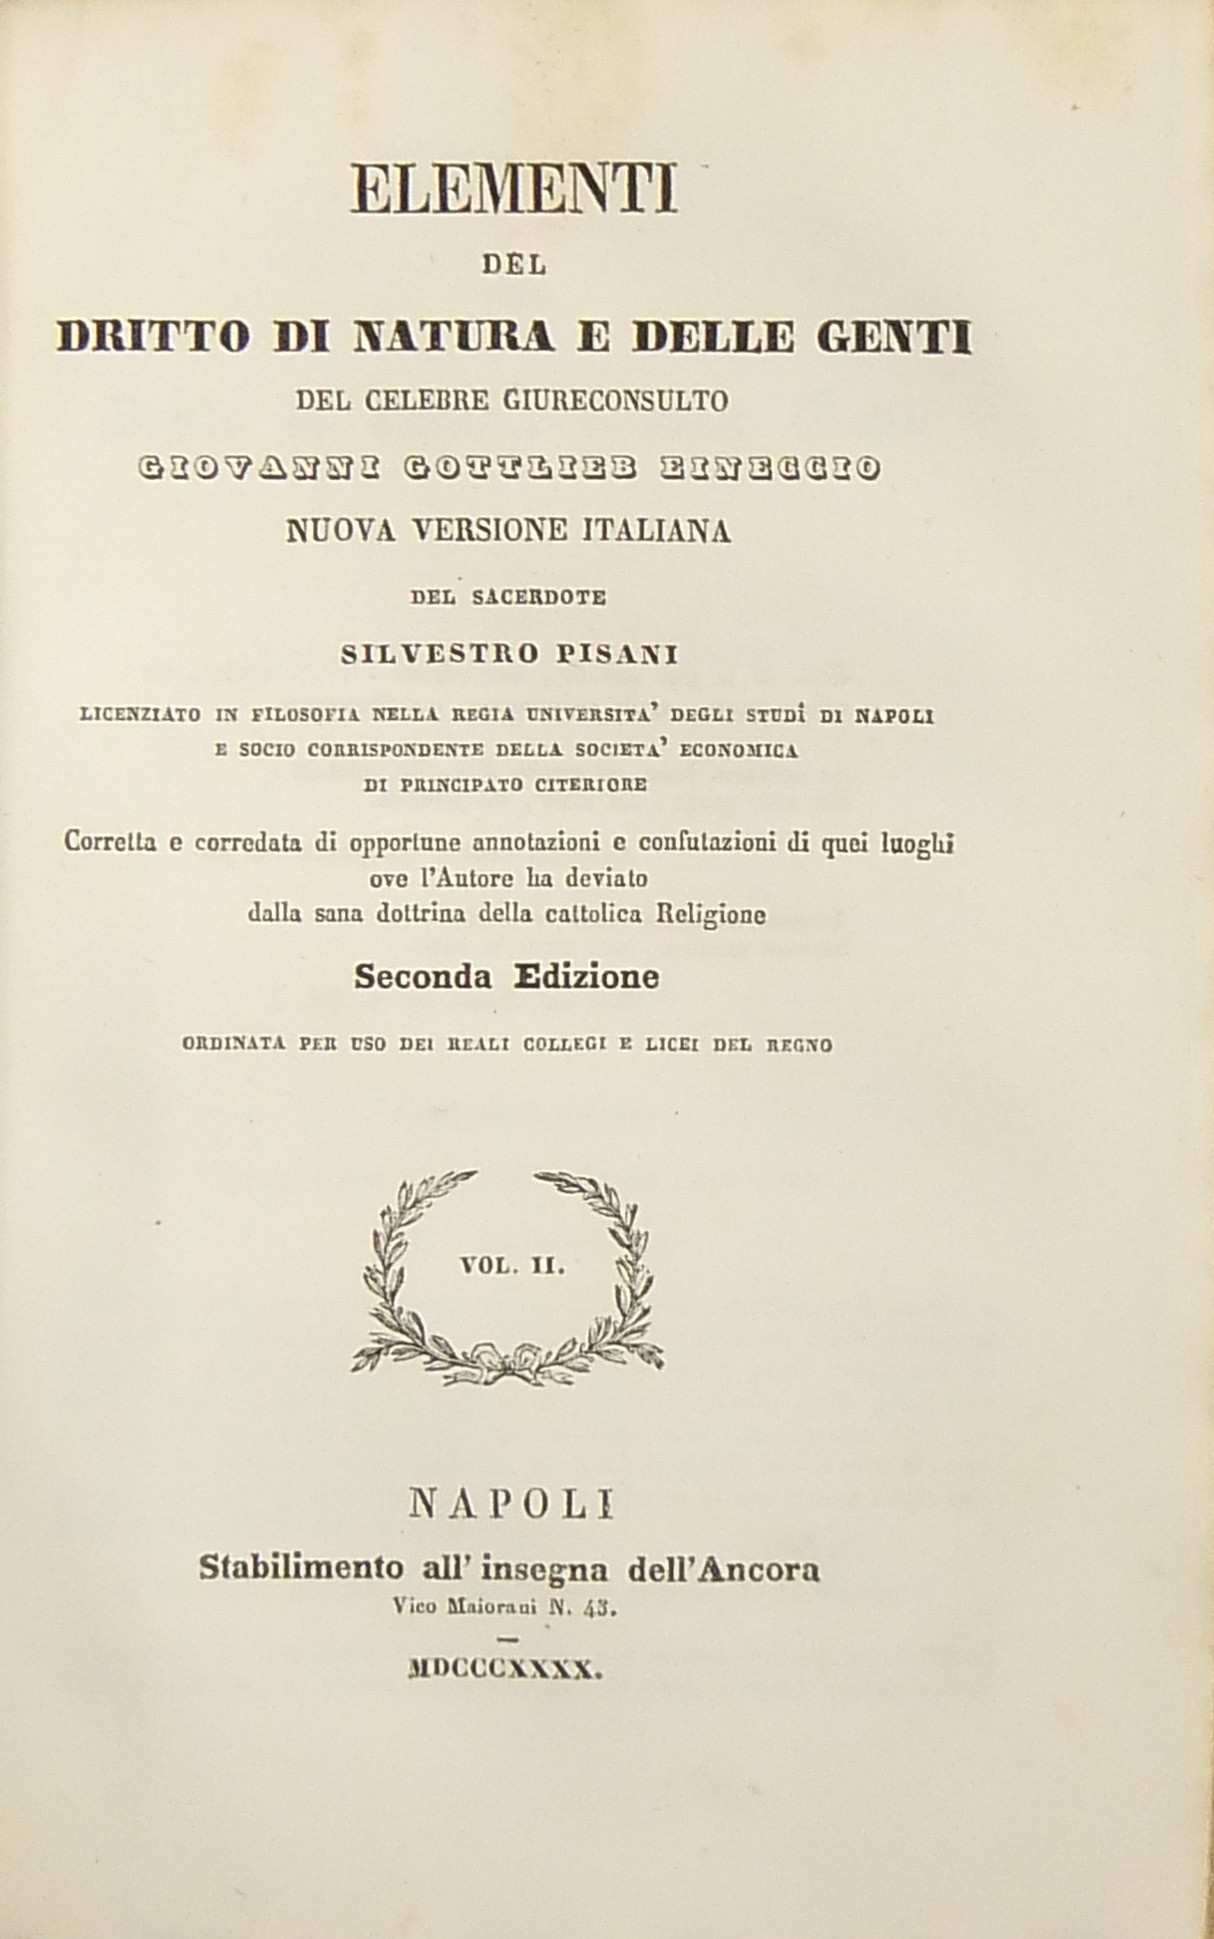 ELEMENTI
DEL
DRITTO DI NATURA E DELLE GENTI
DEL CELEBRE GIURECONSULTO
GIOVANNI GOTTLIEB EINECCIO
NUOVA VERSIONE ITALIANA
DEL SACERDOTE
SILVESTRO PISANI
LICENZIATO IN FILOSOFIA NELLA REGIA UNIVERSITA' DEGLI STUDÎ DI NAPOLI
E SOCIO CORRISPONDENTE DELLA SOCIETA' ECONOMICA
DI PRINCIPATO CITERIORE
Corretta e corredata di opportune annotazioni e confutazioni di quei luoghi
ove l'Autore ha deviato
dalla sana dottrina della cattolica Religione
Seconda Edizione
ORDINATA PER USO DEI REALI COLLEGI E LICEI DEL REGNO
VOL. II.
NAPOLI
Stabilimento all' insegna dell'Ancora
Vico Maiorani N. 43.
MDCCCXXXX.